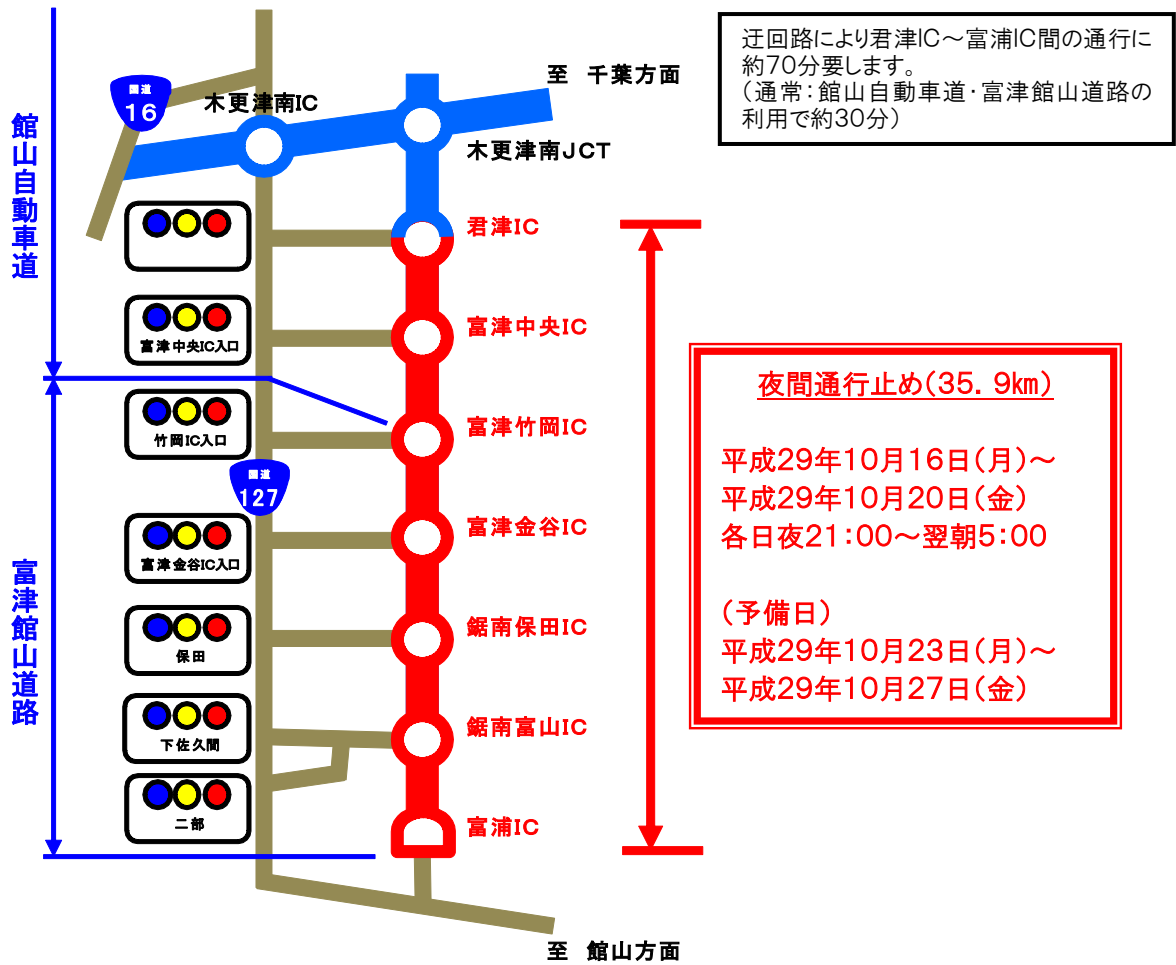 迂回路により君津IC～富浦IC間の通行に
約70分要します。
（通常：館山自動車道・富津館山道路の
利用で約30分）
至　千葉方面
国道
16
木更津南IC
木更津南JCT
館山自動車道
君津IC
富津中央IC
富津中央IC入口
富津竹岡IC
竹岡IC入口
国道
127
富津金谷IC
富津金谷IC入口
富津館山道路
鋸南保田IC
保田
鋸南富山IC
下佐久間
富浦IC
二部
至　館山方面
夜間通行止め（35．9km）
平成29年10月16日（月）～
平成29年10月20日（金）
各日夜21：00～翌朝5：00
（予備日）
平成29年10月23日（月）～
平成29年10月27日（金）